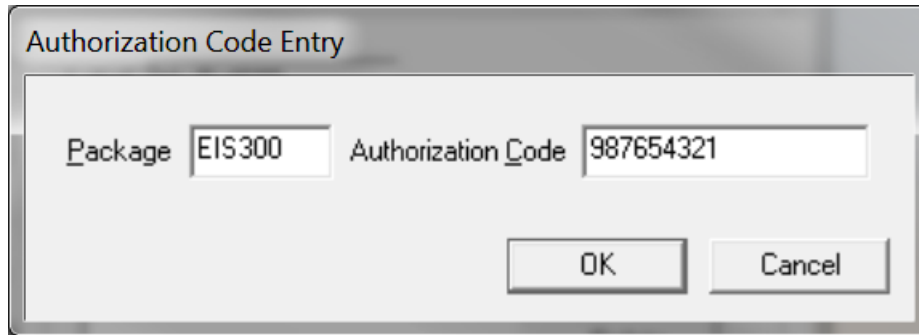 Authorization Code Entry
Package EIS300 Authorization Code 987654321
OK Cancel